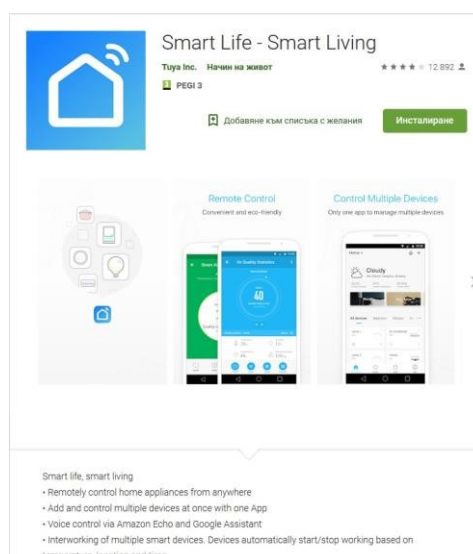 Smart Life - Smart Living
Tuya Inc. Начин на живот
12 892
PEGI 3
Добавяне към списъка с желания
Инсталиране
Remote Control
Convenient and eco-friendly
Control Multiple Devices
Only one app to manage multiple devices
40
Cloudy
Smart life, smart living
• Remotely control home appliances from anywhere
• Add and control multiple devices at once with one App
• Voice control via Amazon Echo and Google Assistant
• Interworking of multiple smart devices. Devices automatically start/stop working based on